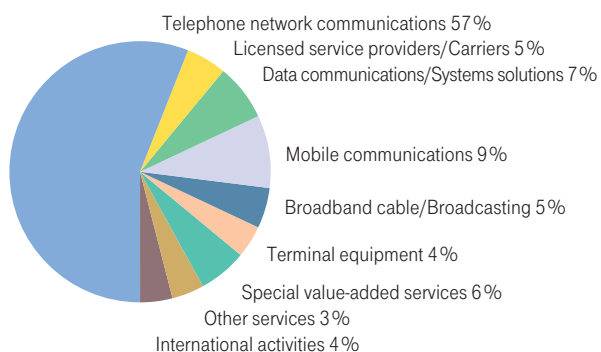 Telephone network communications 57%
Licensed service providers/Carriers 5%
Data communications/Systems solutions 7%
Mobile communications 9%
Broadband cable/Broadcasting 5%
Terminal equipment 4%
Special value-added services 6%
Other services 3%
International activities 4%